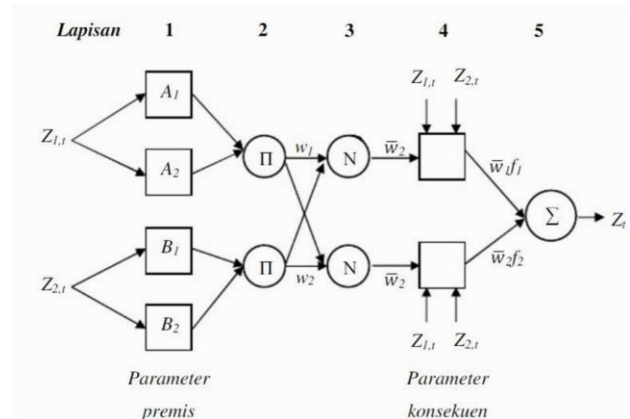 Lapisan 1 2 3 4 5
Z1,t Z2,t
A1
Z1,t
A2
Π w1 N w̅2
w̅1f1
Σ Zt
B1
Z2,t
B2
Π w2 N w̅2
w̅2f2
Z1,t Z2,t
Parameter
premis
Parameter
konsekuen